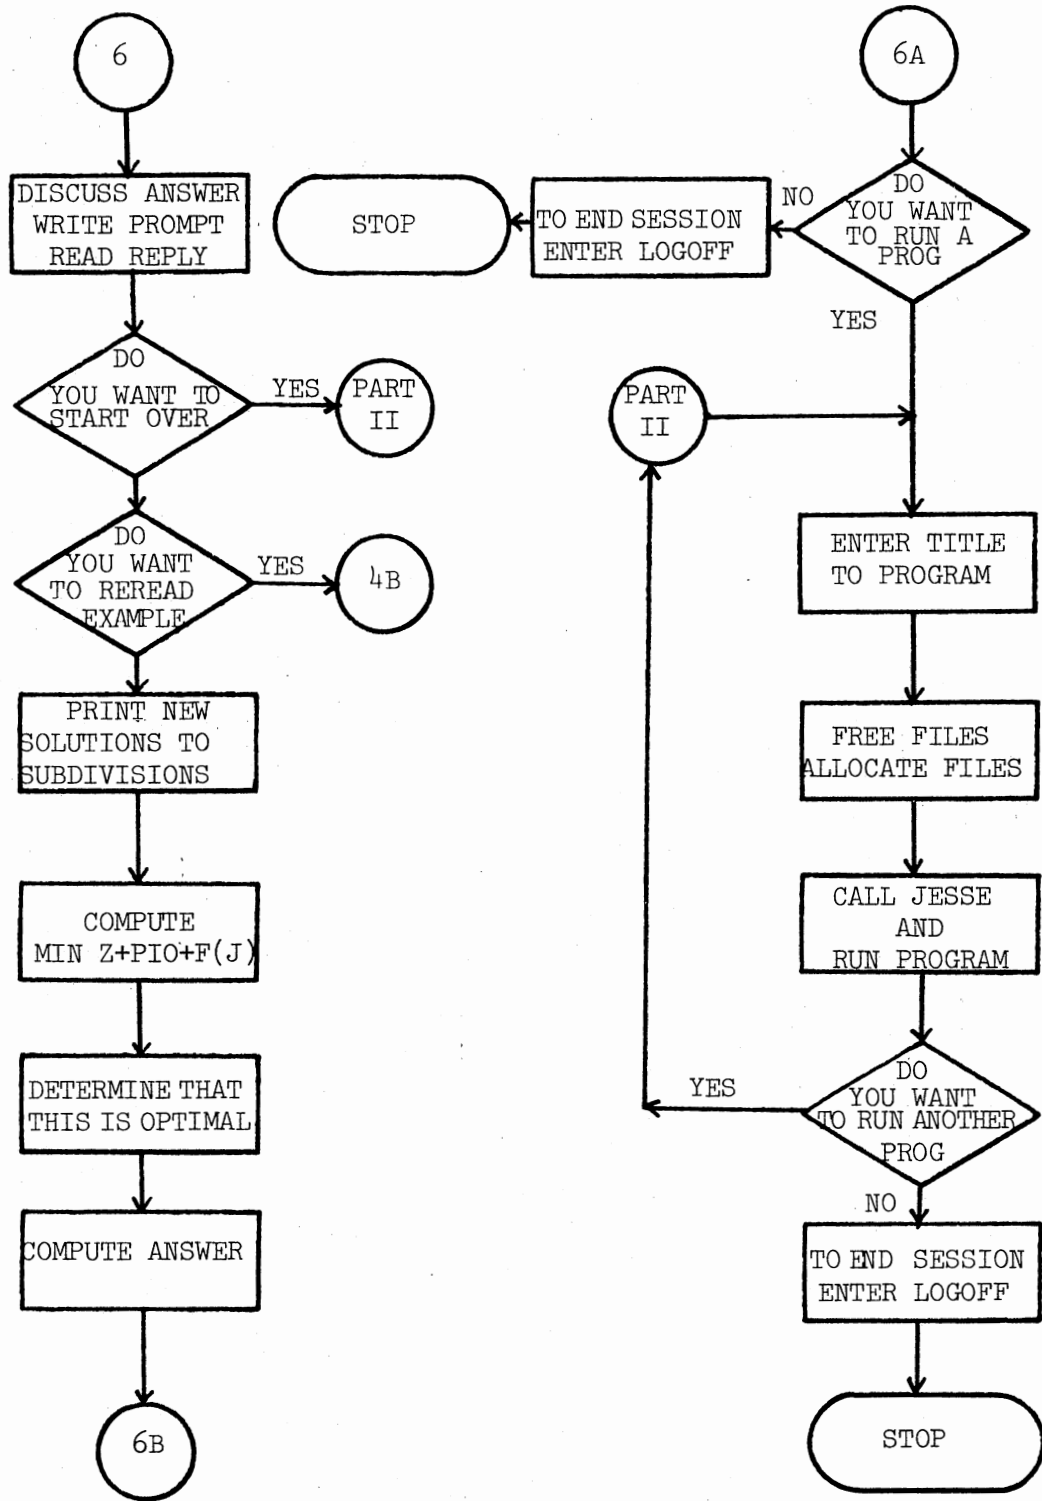 6
DISCUSS ANSWER
WRITE PROMPT
READ REPLY
DO
YOU WANT TO
START OVER
YES
PART
II
DO
YOU WANT
TO REREAD
EXAMPLE
YES
4B
PRINT NEW
SOLUTIONS TO
SUBDIVISIONS
COMPUTE
MIN Z+PIO+F(J)
DETERMINE THAT
THIS IS OPTIMAL
COMPUTE ANSWER
6B
6A
DO
YOU WANT
TO RUN A
PROG
NO
TO END SESSION
ENTER LOGOFF
STOP
YES
PART
II
ENTER TITLE
TO PROGRAM
FREE FILES
ALLOCATE FILES
CALL JESSE
AND
RUN PROGRAM
DO
YOU WANT
TO RUN ANOTHER
PROG
YES
NO
TO END SESSION
ENTER LOGOFF
STOP